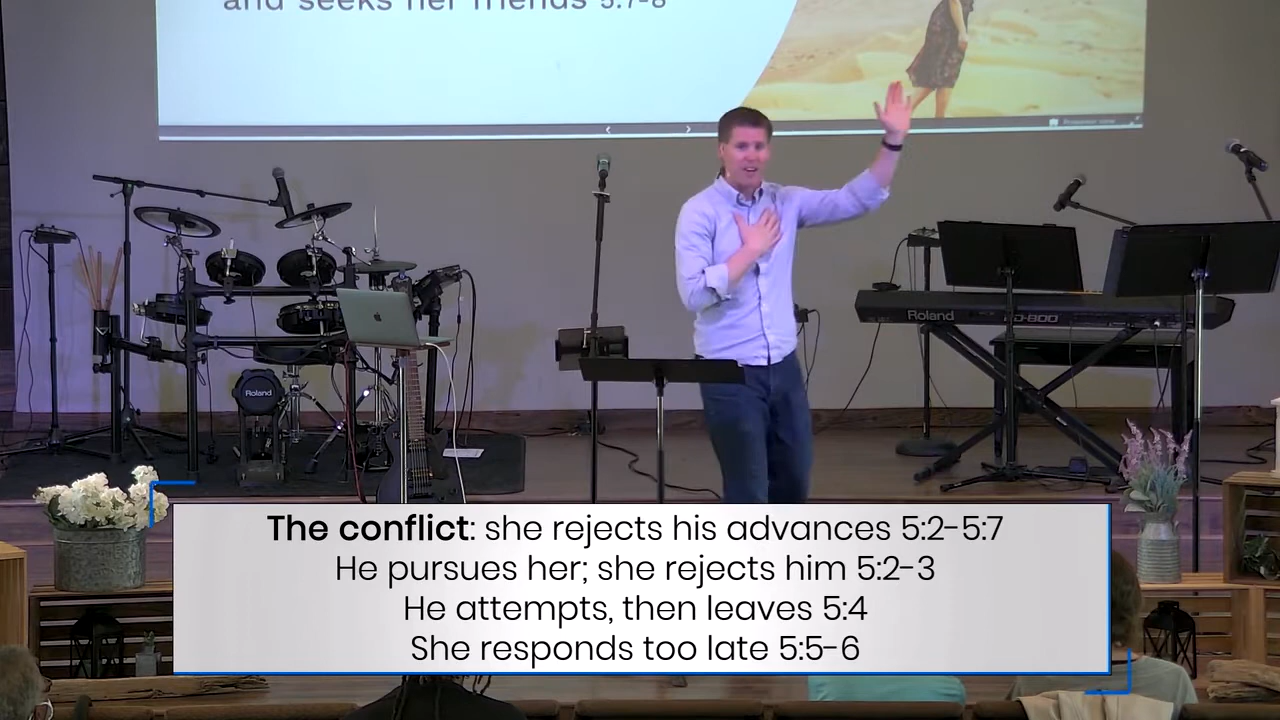 and seeks her friends 5:7-8
Roland
Roland
RD-800
The conflict: she rejects his advances 5:2-5:7
He pursues her; she rejects him 5:2-3
He attempts, then leaves 5:4
She responds too late 5:5-6